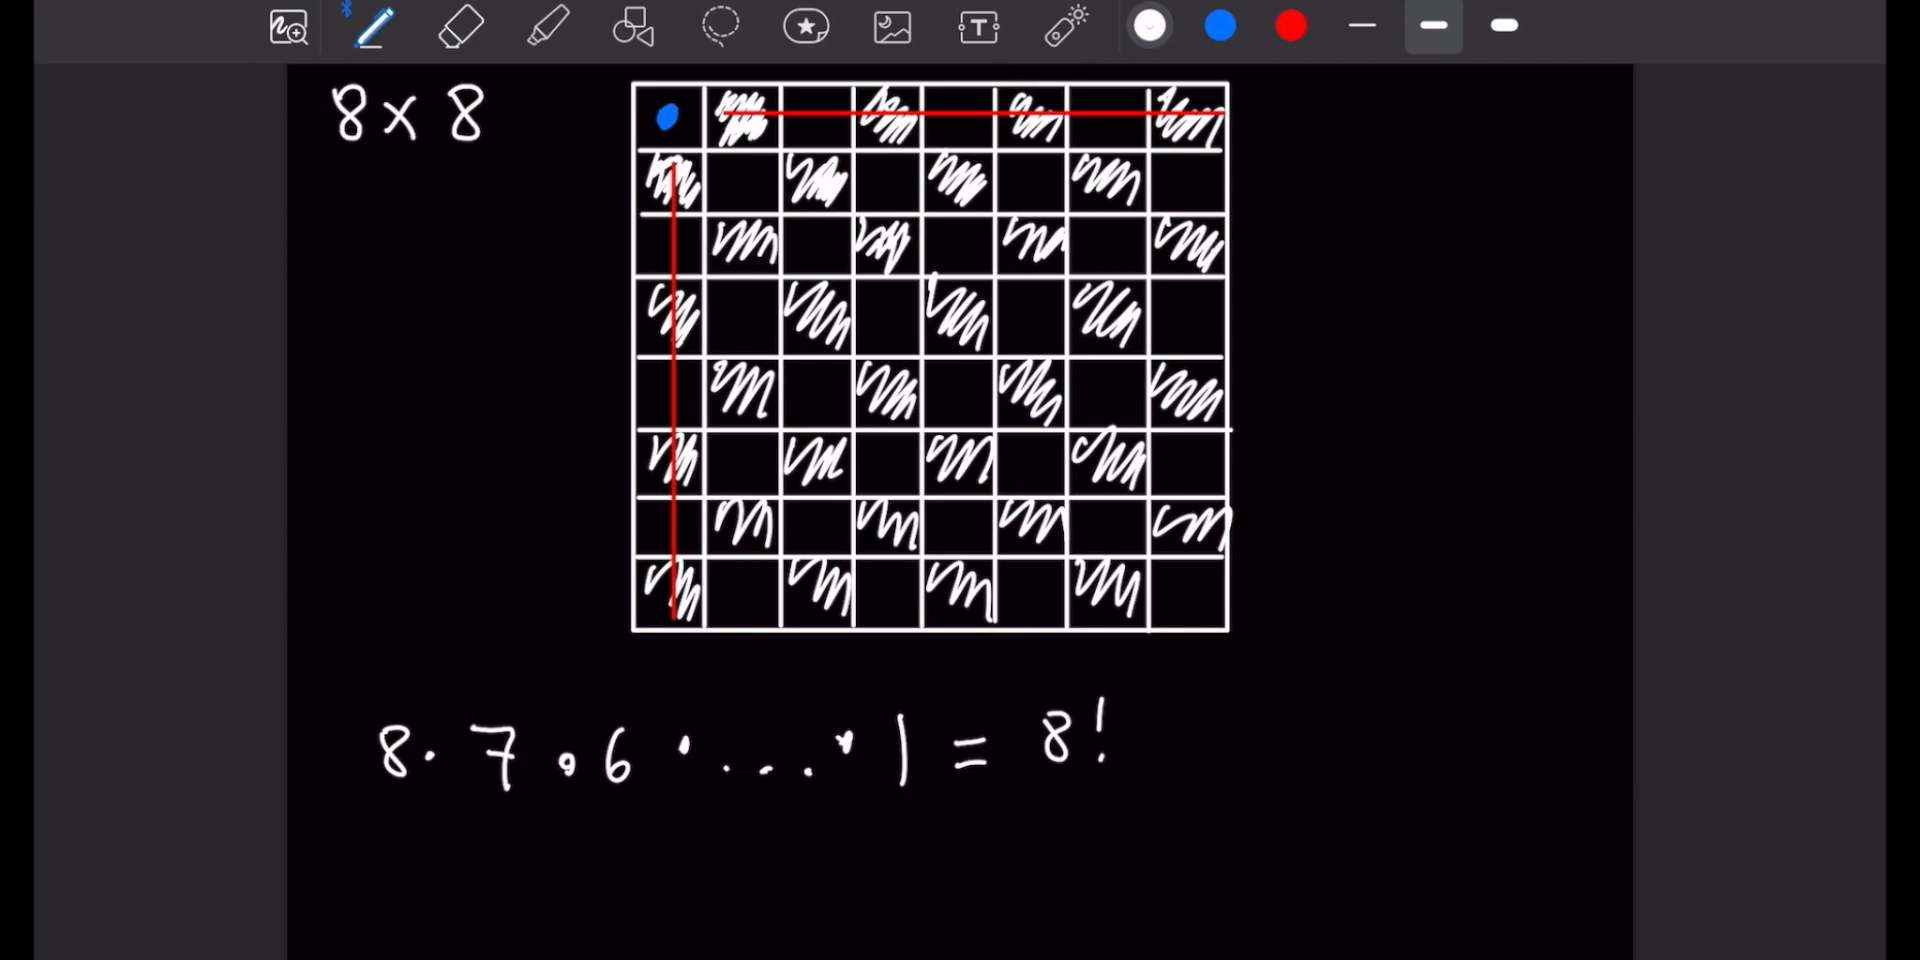 8 × 8
8 · 7 · 6 · ... · 1 = 8!